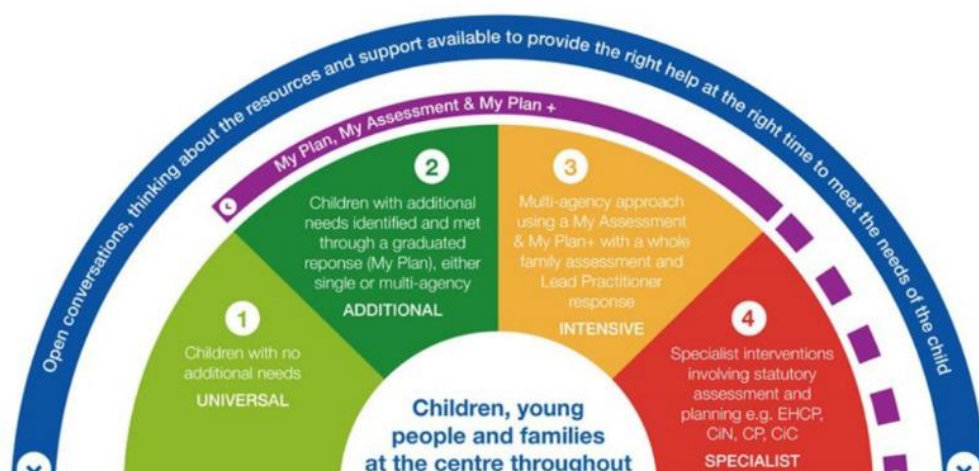 Open conversations, thinking about the resources and support available to provide the right help at the right time to meet the needs of the child
My Plan, My Assessment & My Plan +
1
Children with no
additional needs
UNIVERSAL
2
Children with additional
needs identified and met
through a graduated
reponse (My Plan), either
single or multi-agency
ADDITIONAL
3
Multi-agency approach
using a My Assessment
& My Plan+ with a whole
family assessment and
Lead Practitioner
response
INTENSIVE
4
Specialist interventions
involving statutory
assessment and
planning e.g. EHCP,
CiN, CP, CiC
SPECIALIST
Children, young
people and families
at the centre throughout